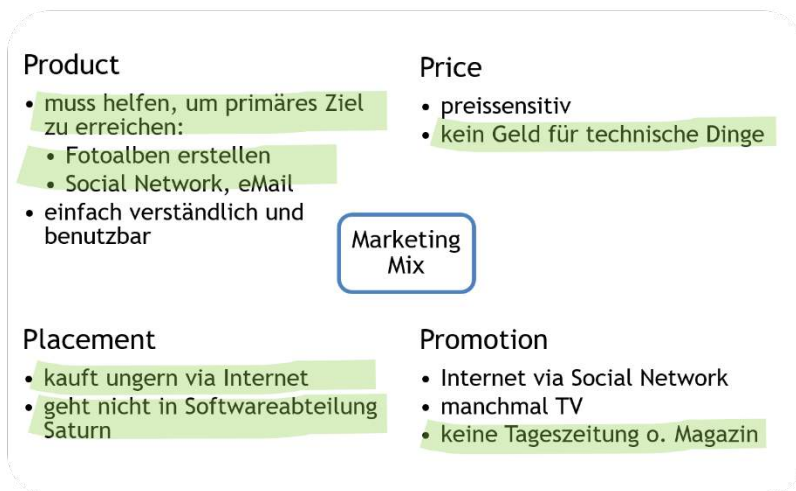 Product
• muss helfen, um primäres Ziel
zu erreichen:
• Fotoalben erstellen
• Social Network, eMail
• einfach verständlich und
benutzbar
Price
• preissensitiv
• kein Geld für technische Dinge
Marketing
Mix
Placement
• kauft ungern via Internet
• geht nicht in Softwareabteilung
Saturn
Promotion
• Internet via Social Network
• manchmal TV
• keine Tageszeitung o. Magazin